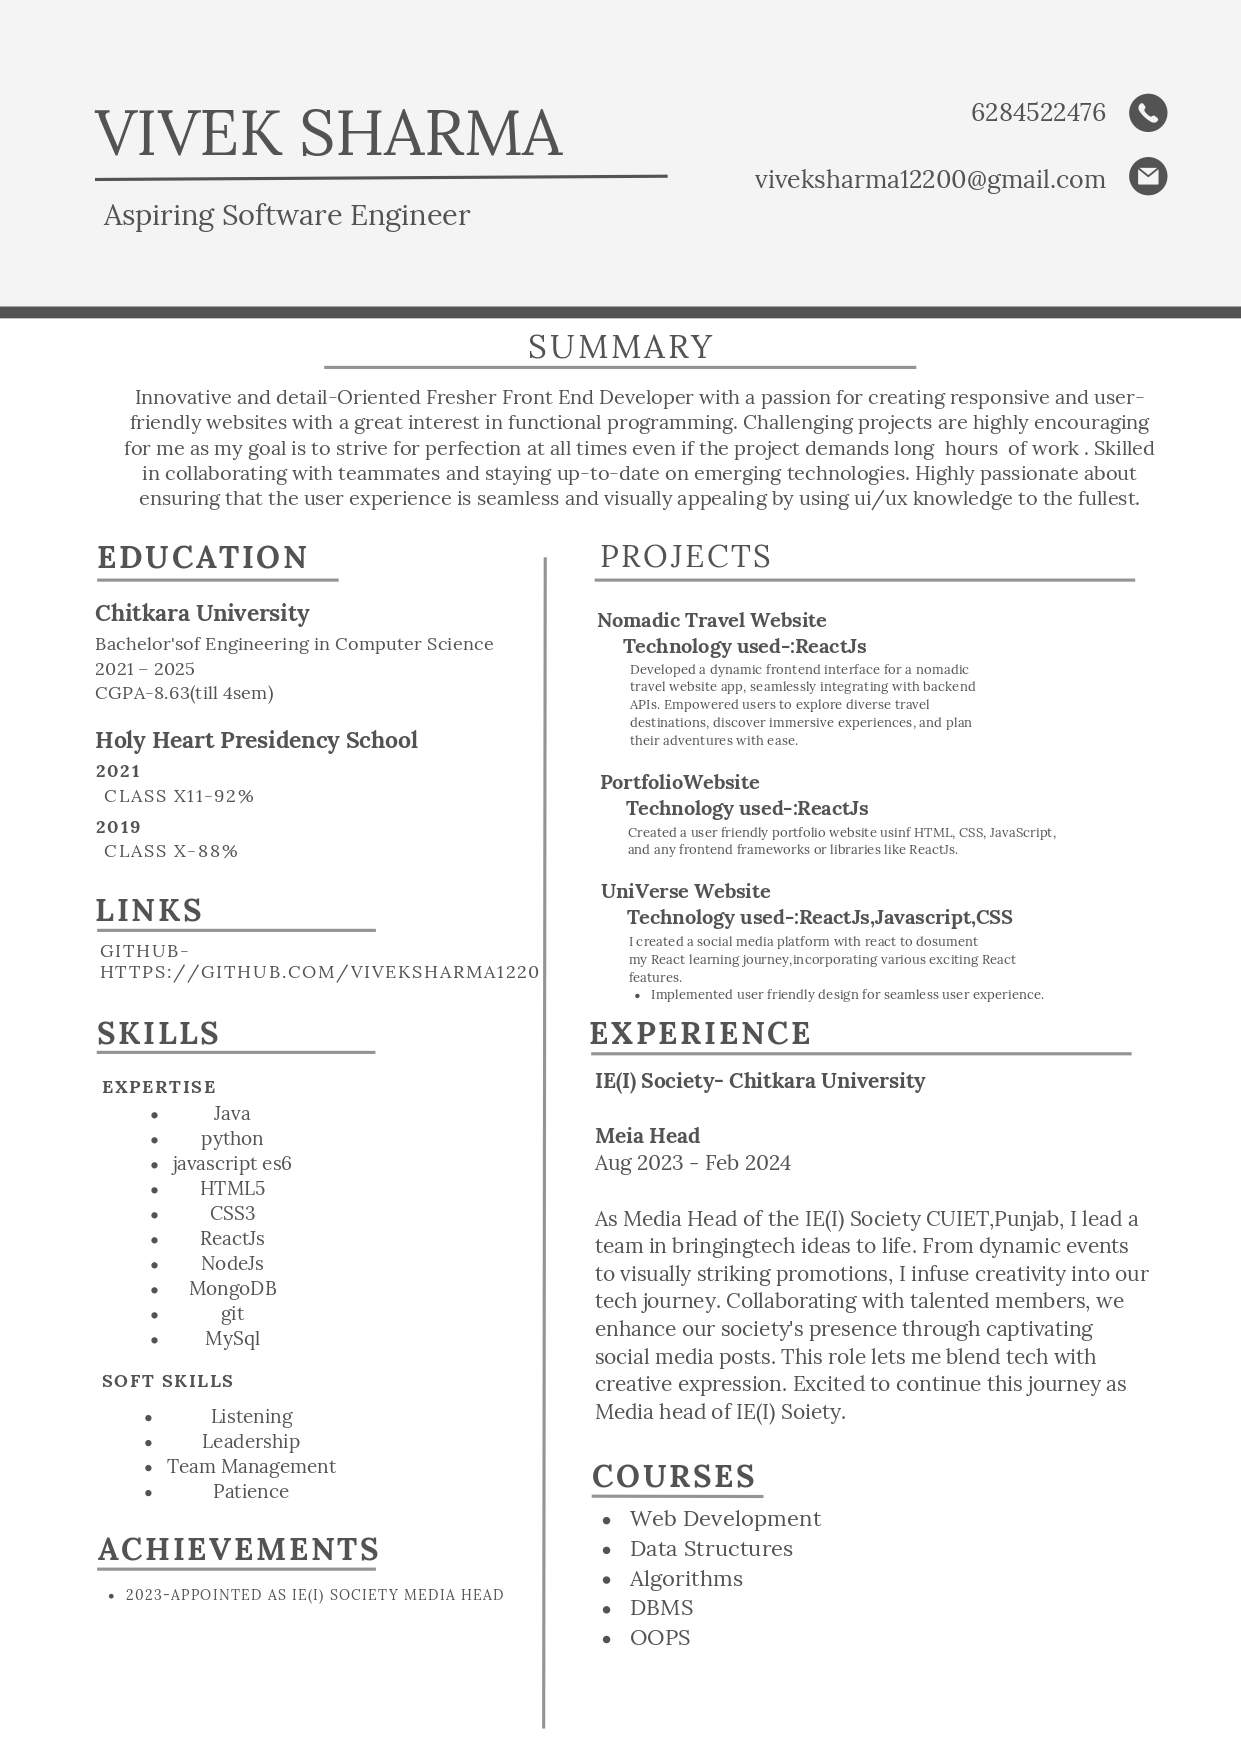 VIVEK SHARMA
Aspiring Software Engineer
6284522476
viveksharma12200@gmail.com
SUMMARY
Innovative and detail-Oriented Fresher Front End Developer with a passion for creating responsive and user-
friendly websites with a great interest in functional programming. Challenging projects are highly encouraging
for me as my goal is to strive for perfection at all times even if the project demands long  hours  of work . Skilled
in collaborating with teammates and staying up-to-date on emerging technologies. Highly passionate about
ensuring that the user experience is seamless and visually appealing by using ui/ux knowledge to the fullest.
EDUCATION
Chitkara University
Bachelor'sof Engineering in Computer Science
2021 – 2025
CGPA-8.63(till 4sem)
Holy Heart Presidency School
2021
CLASS X11-92%
2019
CLASS X-88%
LINKS
GITHUB-
HTTPS://GITHUB.COM/VIVEKSHARMA1220
SKILLS
EXPERTISE
• Java
• python
• javascript es6
• HTML5
• CSS3
• ReactJs
• NodeJs
• MongoDB
• git
• MySql
SOFT SKILLS
• Listening
• Leadership
• Team Management
• Patience
ACHIEVEMENTS
• 2023-APPOINTED AS IE(I) SOCIETY MEDIA HEAD
PROJECTS
Nomadic Travel Website
Technology used-:ReactJs
Developed a dynamic frontend interface for a nomadic
travel website app, seamlessly integrating with backend
APIs. Empowered users to explore diverse travel
destinations, discover immersive experiences, and plan
their adventures with ease.
PortfolioWebsite
Technology used-:ReactJs
Created a user friendly portfolio website usinf HTML, CSS, JavaScript,
and any frontend frameworks or libraries like ReactJs.
UniVerse Website
Technology used-:ReactJs,Javascript,CSS
I created a social media platform with react to dosument
my React learning journey,incorporating various exciting React
features.
• Implemented user friendly design for seamless user experience.
EXPERIENCE
IE(I) Society- Chitkara University
Meia Head
Aug 2023 - Feb 2024
As Media Head of the IE(I) Society CUIET,Punjab, I lead a
team in bringingtech ideas to life. From dynamic events
to visually striking promotions, I infuse creativity into our
tech journey. Collaborating with talented members, we
enhance our society's presence through captivating
social media posts. This role lets me blend tech with
creative expression. Excited to continue this journey as
Media head of IE(I) Soiety.
COURSES
• Web Development
• Data Structures
• Algorithms
• DBMS
• OOPS